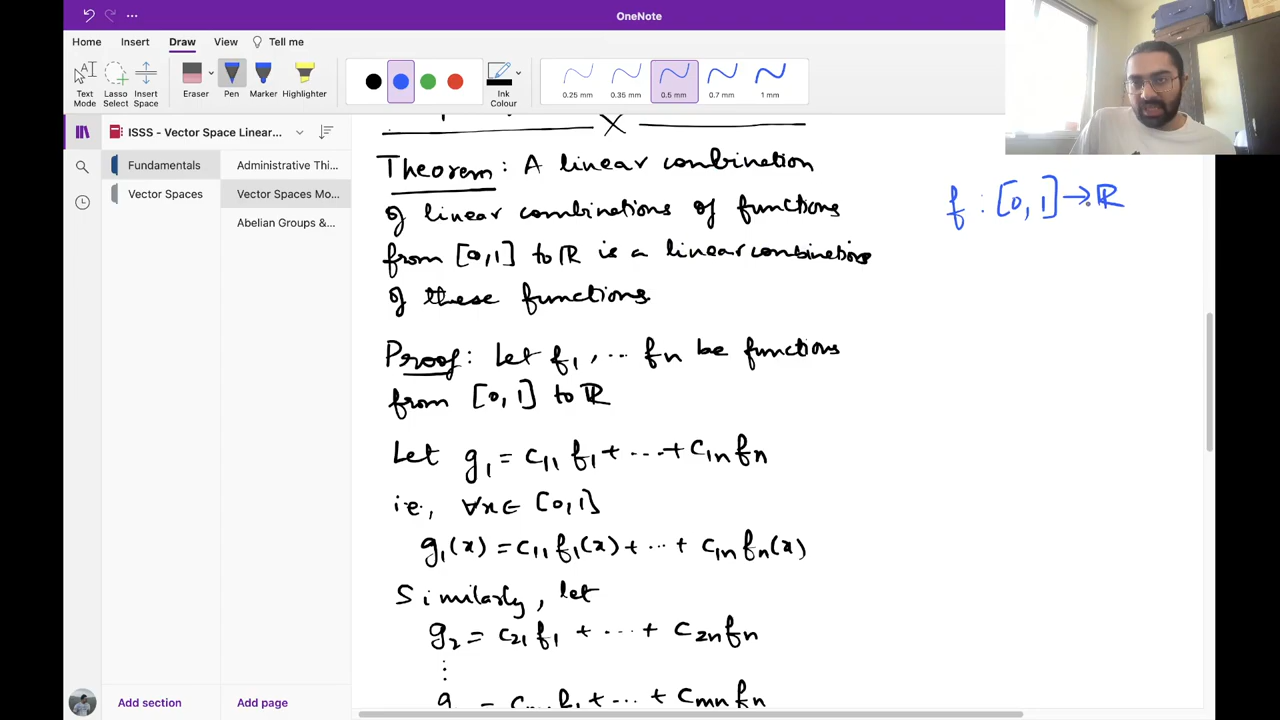 OneNote
Home Insert Draw View Tell me
Text Mode
Lasso Select
Insert Space
Eraser
Pen
Marker
Highlighter
Ink Colour
0.25 mm 0.35 mm 0.5 mm 0.7 mm 1 mm
ISSS - Vector Space Linear...
Fundamentals
Vector Spaces
Administrative Thi...
Vector Spaces Mo...
Abelian Groups &...
Theorem: A linear combination
of linear combinations of functions
from [0,1] to ℝ is a linear combinations
of these functions.
f : [0, 1] → ℝ
Proof: Let f₁, ... fn be functions
from [0, 1] to ℝ
Let g₁ = c₁₁ f₁ + ... + c₁n fn
i.e, ∀x ∈ [0,1]
g₁(x) = c₁₁ f₁(x) + ... + c₁n fn(x)
Similarly, let
g₂ = c₂₁ f₁ + ... + c₂n fn
⋮
f₁ + ... + cmn fn
Add section
Add page